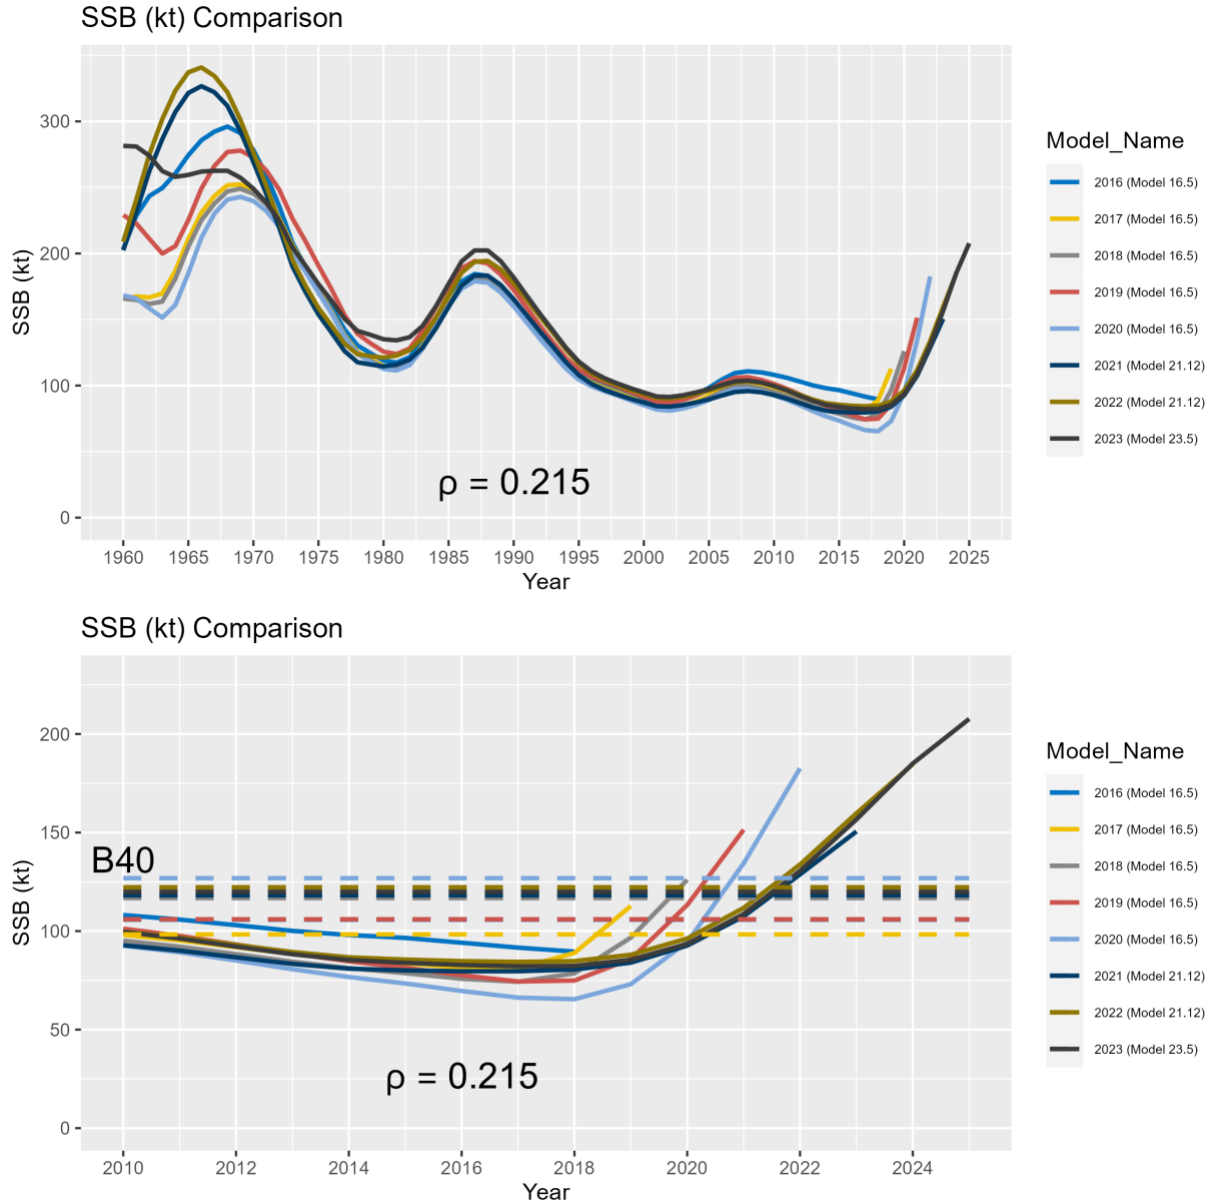 SSB (kt) Comparison
SSB (kt)
300
200
100
0
1960 1965 1970 1975 1980 1985 1990 1995 2000 2005 2010 2015 2020 2025
Year
ρ = 0.215
Model_Name
2016 (Model 16.5)
2017 (Model 16.5)
2018 (Model 16.5)
2019 (Model 16.5)
2020 (Model 16.5)
2021 (Model 21.12)
2022 (Model 21.12)
2023 (Model 23.5)
SSB (kt) Comparison
SSB (kt)
200
150
100
50
0
B40
ρ = 0.215
2010 2012 2014 2016 2018 2020 2022 2024
Year
Model_Name
2016 (Model 16.5)
2017 (Model 16.5)
2018 (Model 16.5)
2019 (Model 16.5)
2020 (Model 16.5)
2021 (Model 21.12)
2022 (Model 21.12)
2023 (Model 23.5)